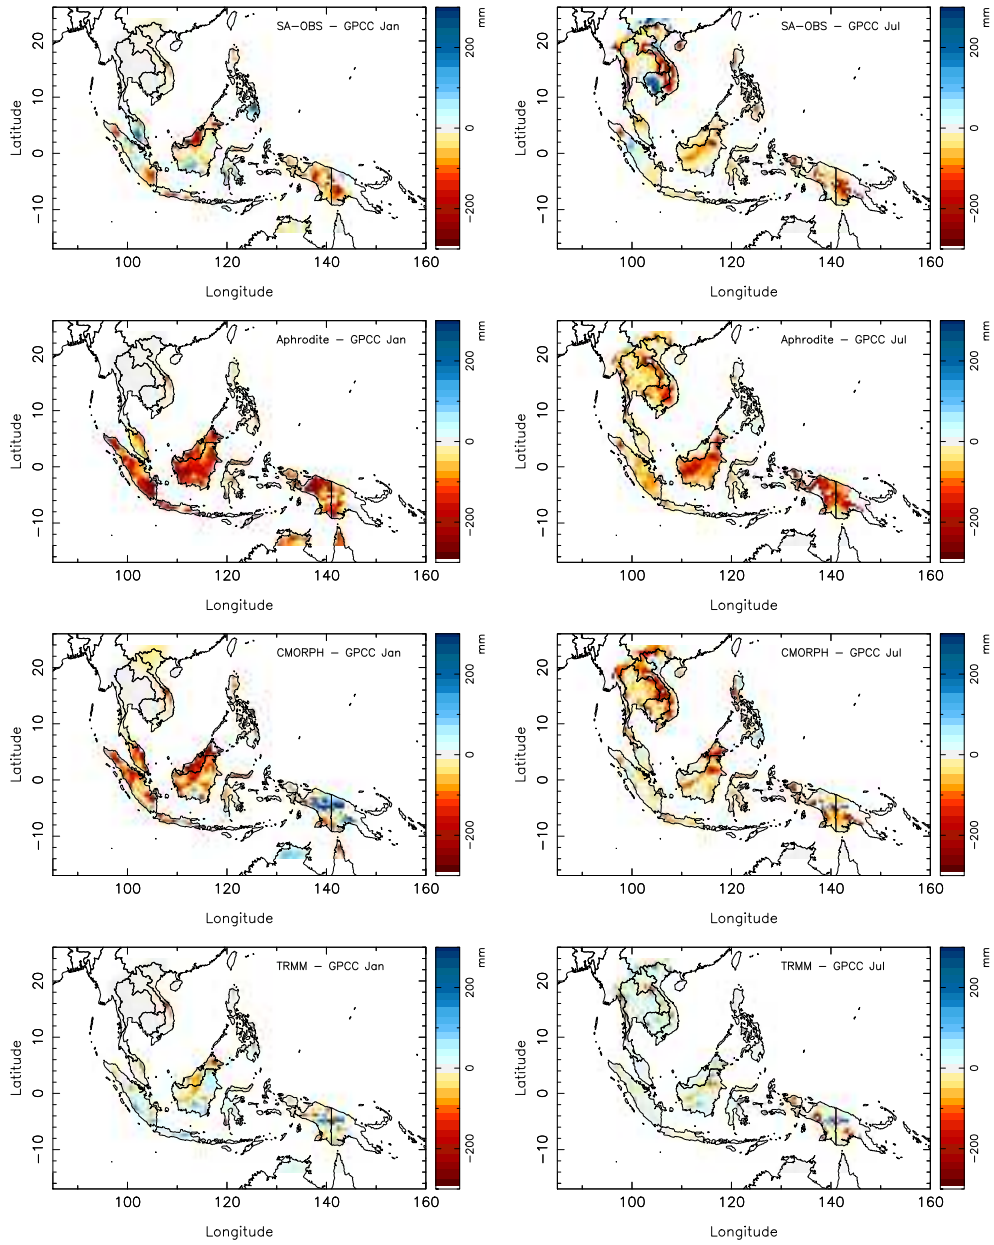 SA-OBS - GPCC Jan
Latitude
20
10
0
-10
100
120
140
160
Longitude
mm
200
0
-200
SA-OBS - GPCC Jul
Latitude
20
10
0
-10
100
120
140
160
Longitude
mm
200
0
-200
Aphrodite - GPCC Jan
Latitude
20
10
0
-10
100
120
140
160
Longitude
mm
200
0
-200
Aphrodite - GPCC Jul
Latitude
20
10
0
-10
100
120
140
160
Longitude
mm
200
0
-200
CMORPH - GPCC Jan
Latitude
20
10
0
-10
100
120
140
160
Longitude
mm
200
0
-200
CMORPH - GPCC Jul
Latitude
20
10
0
-10
100
120
140
160
Longitude
mm
200
0
-200
TRMM - GPCC Jan
Latitude
20
10
0
-10
100
120
140
160
Longitude
mm
200
0
-200
TRMM - GPCC Jul
Latitude
20
10
0
-10
100
120
140
160
Longitude
mm
200
0
-200